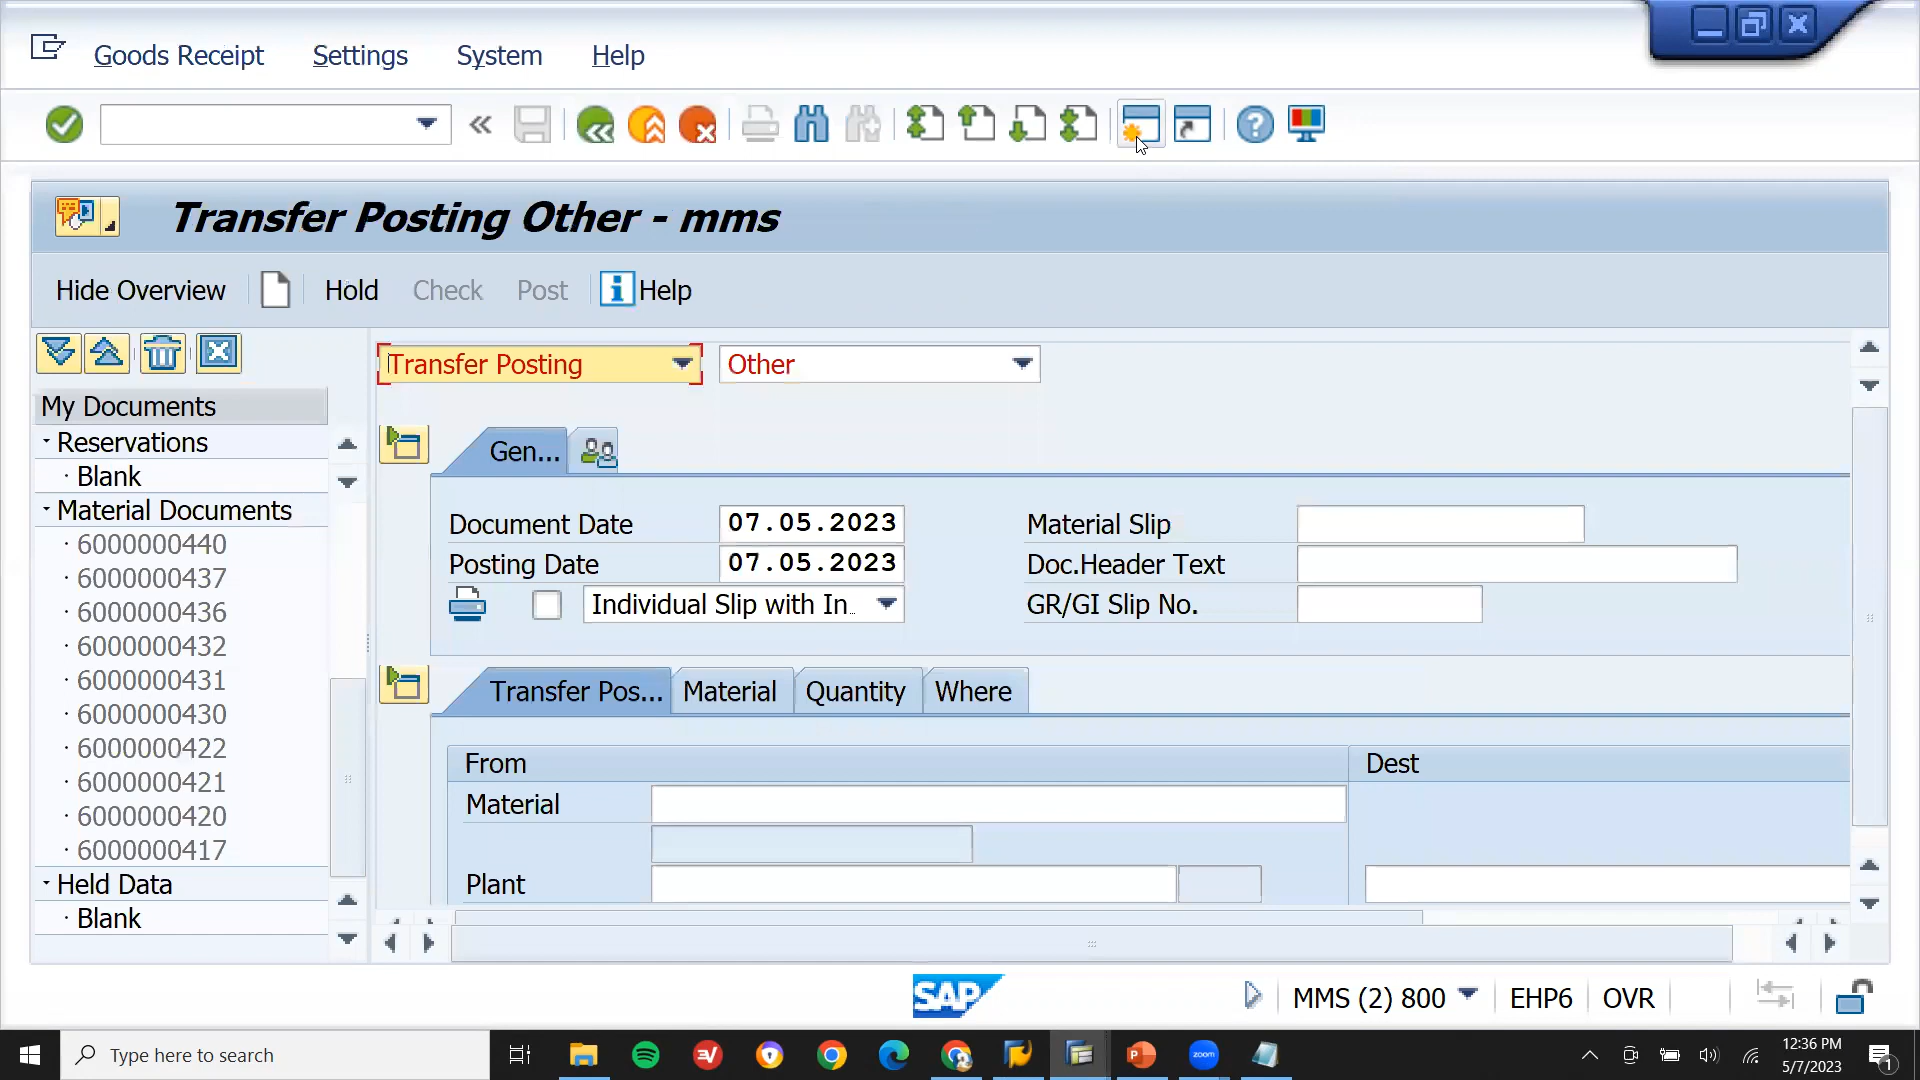 Goods Receipt Settings System Help
Transfer Posting Other - mms
Hide Overview Hold Check Post i Help
Transfer Posting Other
My Documents
Reservations
Blank
Material Documents
6000000440
6000000437
6000000436
6000000432
6000000431
6000000430
6000000422
6000000421
6000000420
6000000417
Held Data
Blank
Gen...
Document Date 07.05.2023 Material Slip
Posting Date 07.05.2023 Doc.Header Text
Individual Slip with In.. GR/GI Slip No.
Transfer Pos... Material Quantity Where
From Dest
Material
Plant
SAP MMS (2) 800 EHP6 OVR
Type here to search
zoom
12:36 PM
5/7/2023
1